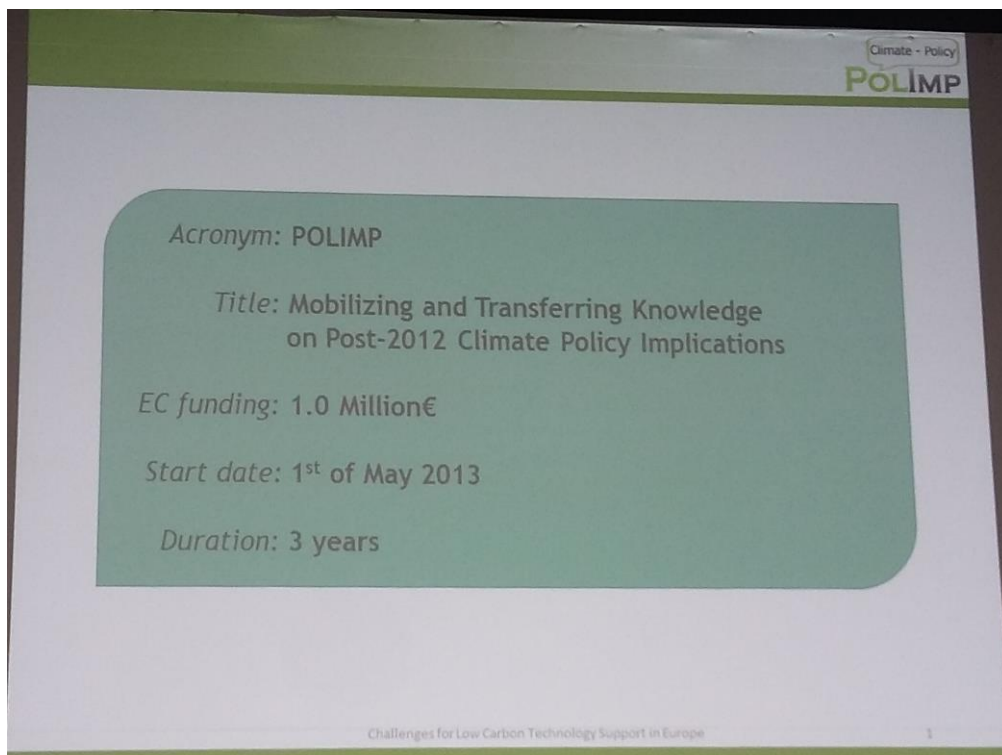 Climate - Policy
POLIMP
Acronym: POLIMP
Title: Mobilizing and Transferring Knowledge
on Post-2012 Climate Policy Implications
EC funding: 1.0 Million€
Start date: 1st of May 2013
Duration: 3 years
Challenges for Low Carbon Technology Support in Europe 1